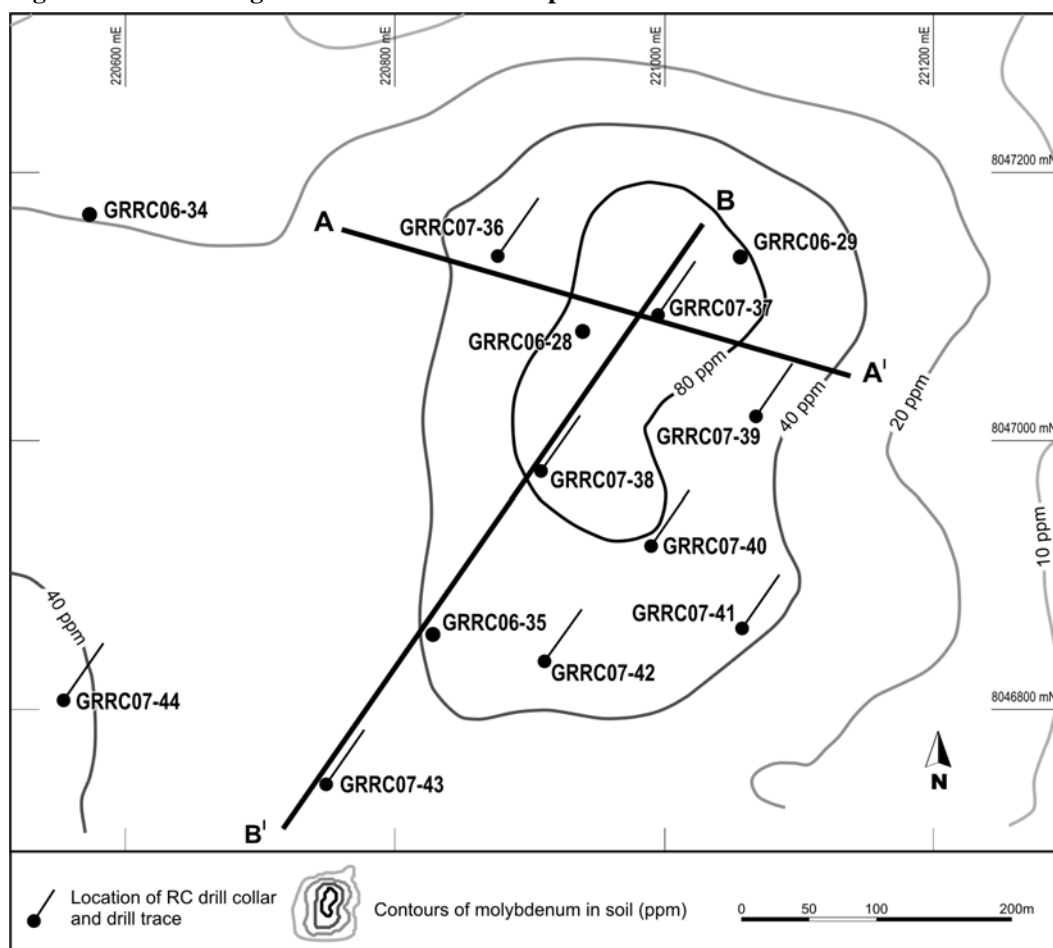 220600 mE
220800 mE
221000 mE
221200 mE
8047200 mN
GRRC06-34
A
GRRC07-36
B
GRRC06-29
GRRC07-37
GRRC06-28
80 ppm
A'
40 ppm
20 ppm
GRRC07-39
8047000 mN
GRRC07-38
GRRC07-40
10 ppm
40 ppm
GRRC06-35
GRRC07-41
GRRC07-42
GRRC07-44
8046800 mN
N
GRRC07-43
B'
Location of RC drill collar
and drill trace
Contours of molybdenum in soil (ppm)
0 50 100 200m